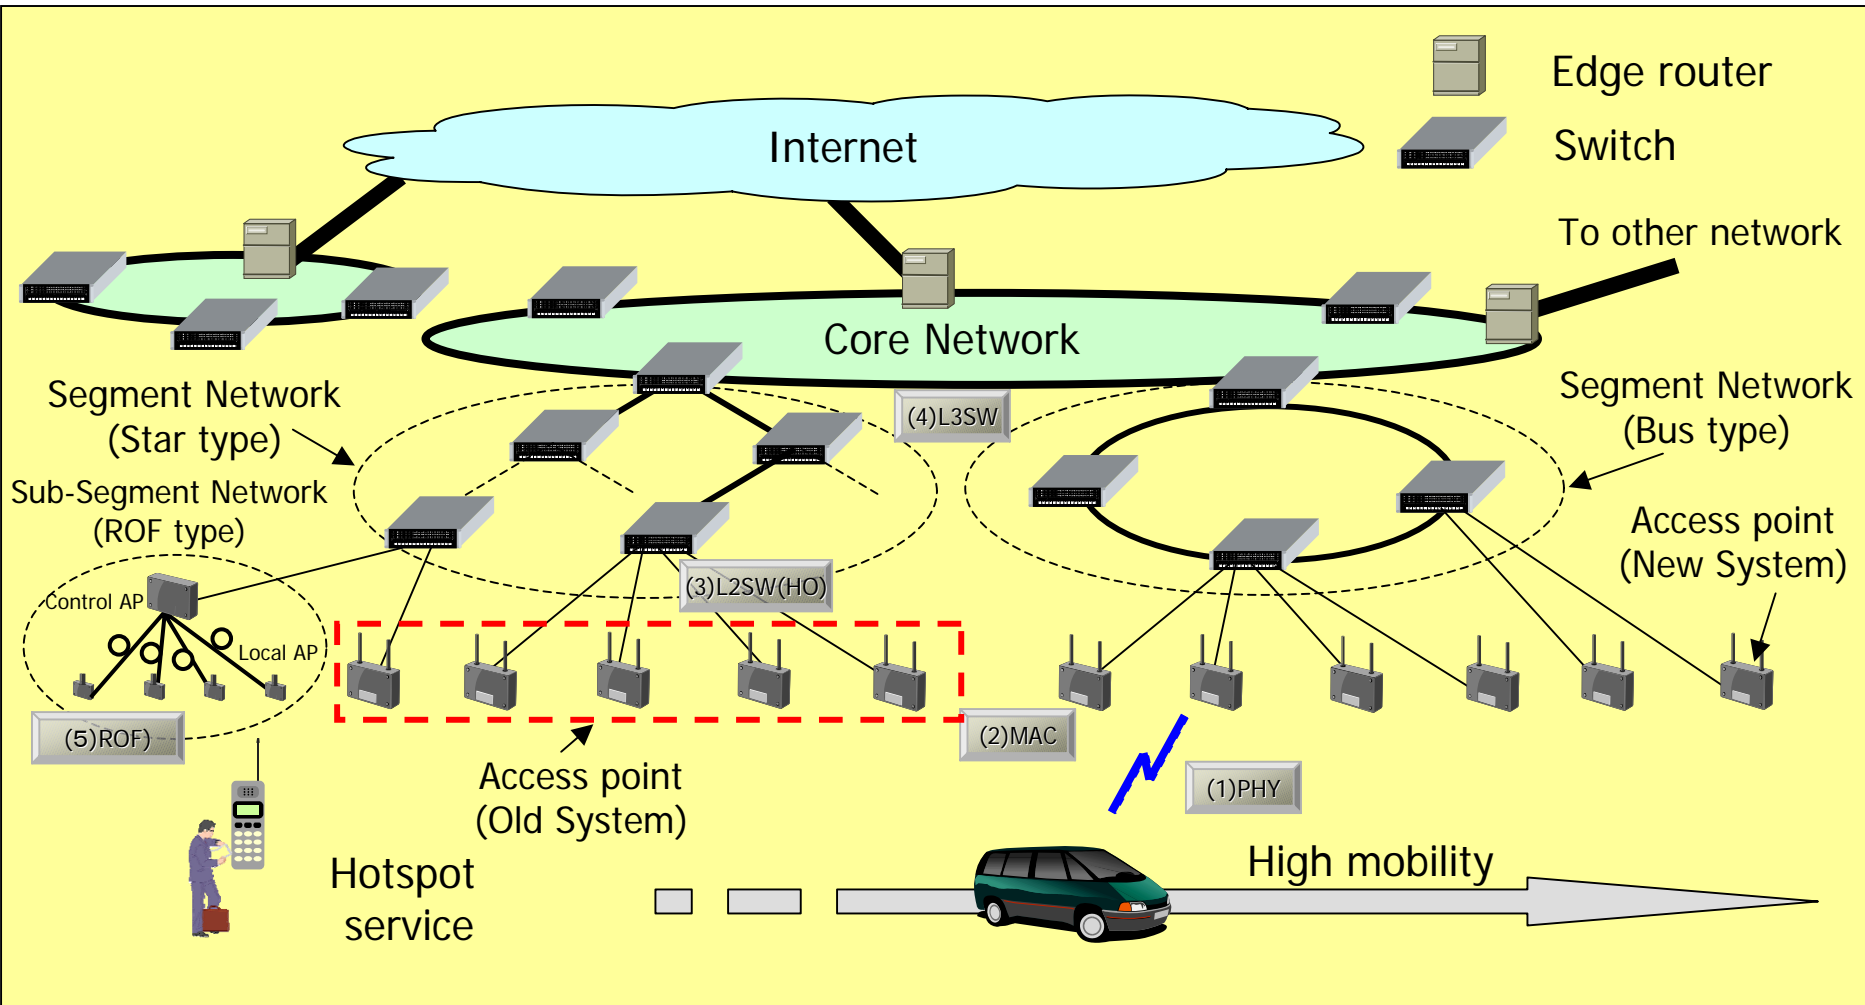 Edge router
Internet
Switch
To other network
Core Network
Segment Network
(Star type)
(4)L3SW
Segment Network
(Bus type)
Sub-Segment Network
(ROF type)
Access point
(New System)
(3)L2SW(HO)
Control AP
Local AP
(5)ROF)
(2)MAC
Access point
(Old System)
(1)PHY
High mobility
Hotspot
service